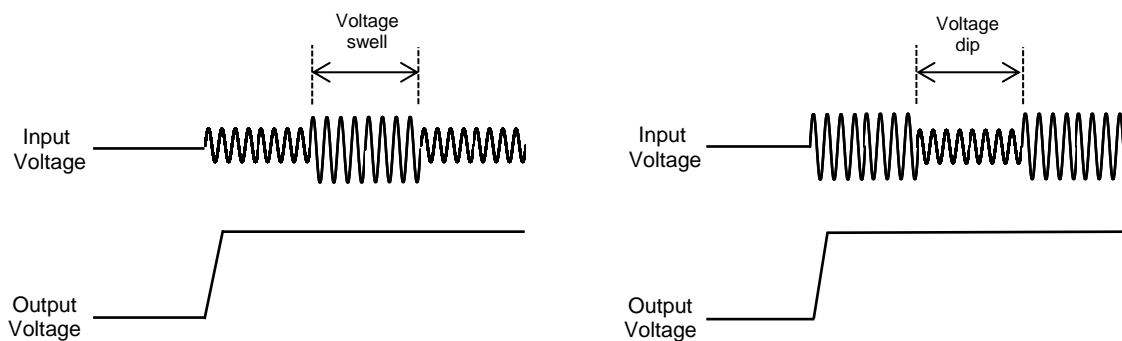 Voltage
swell
Input
Voltage
Output
Voltage
Voltage
dip
Input
Voltage
Output
Voltage